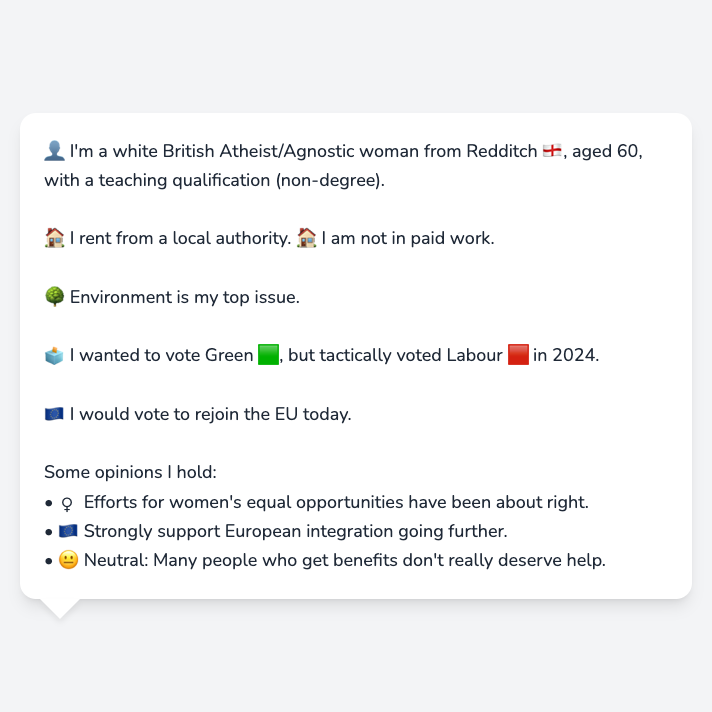 👤 I'm a white British Atheist/Agnostic woman from Redditch 🏴󠁧󠁢󠁥󠁮󠁧󠁿, aged 60,
with a teaching qualification (non-degree).
🏠 I rent from a local authority. 🏠 I am not in paid work.
🌳 Environment is my top issue.
🗳️ I wanted to vote Green 🟩, but tactically voted Labour 🟥 in 2024.
🇪🇺 I would vote to rejoin the EU today.
Some opinions I hold:
• ♀ Efforts for women's equal opportunities have been about right.
• 🇪🇺 Strongly support European integration going further.
• 😐 Neutral: Many people who get benefits don't really deserve help.